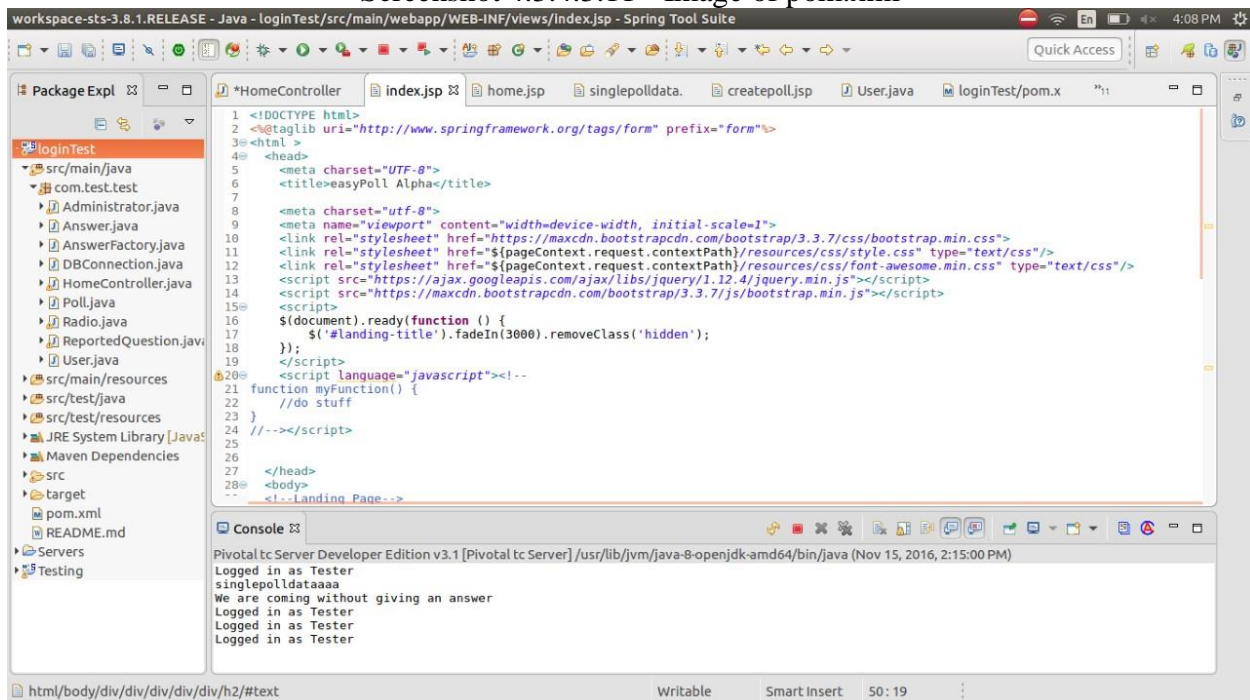 workspace-sts-3.8.1.RELEASE - Java - loginTest/src/main/webapp/WEB-INF/views/index.jsp - Spring Tool Suite
En
4:08 PM
Quick Access
Package Expl
*HomeController
index.jsp
home.jsp
singlepolldata.
createpoll.jsp
User.java
loginTest/pom.x
»11
loginTest
src/main/java
com.test.test
Administrator.java
Answer.java
AnswerFactory.java
DBConnection.java
HomeController.java
Poll.java
Radio.java
ReportedQuestion.java
User.java
src/main/resources
src/test/java
src/test/resources
JRE System Library [JavaS
Maven Dependencies
src
target
pom.xml
README.md
Servers
Testing
1 <!DOCTYPE html>
2 <%@taglib uri="http://www.springframework.org/tags/form" prefix="form"%>
3 <html >
4 <head>
5 <meta charset="UTF-8">
6 <title>easyPoll Alpha</title>
7
8 <meta charset="utf-8">
9 <meta name="viewport" content="width=device-width, initial-scale=1">
10 <link rel="stylesheet" href="https://maxcdn.bootstrapcdn.com/bootstrap/3.3.7/css/bootstrap.min.css">
11 <link rel="stylesheet" href="${pageContext.request.contextPath}/resources/css/style.css" type="text/css"/>
12 <link rel="stylesheet" href="${pageContext.request.contextPath}/resources/css/font-awesome.min.css" type="text/css"/>
13 <script src="https://ajax.googleapis.com/ajax/libs/jquery/1.12.4/jquery.min.js"></script>
14 <script src="https://maxcdn.bootstrapcdn.com/bootstrap/3.3.7/js/bootstrap.min.js"></script>
15 <script>
16 $(document).ready(function () {
17 $('#landing-title').fadeIn(3000).removeClass('hidden');
18 });
19 </script>
20 <script language="javascript"><!--
21 function myFunction() {
22 //do stuff
23 }
24 //--></script>
25
26
27 </head>
28 <body>
<!--Landing Page-->
Console
Pivotal tc Server Developer Edition v3.1 [Pivotal tc Server] /usr/lib/jvm/java-8-openjdk-amd64/bin/java (Nov 15, 2016, 2:15:00 PM)
Logged in as Tester
singlepolldataaaa
We are coming without giving an answer
Logged in as Tester
Logged in as Tester
Logged in as Tester
html/body/div/div/div/div/div/h2/#text
Writable
Smart Insert
50 : 19